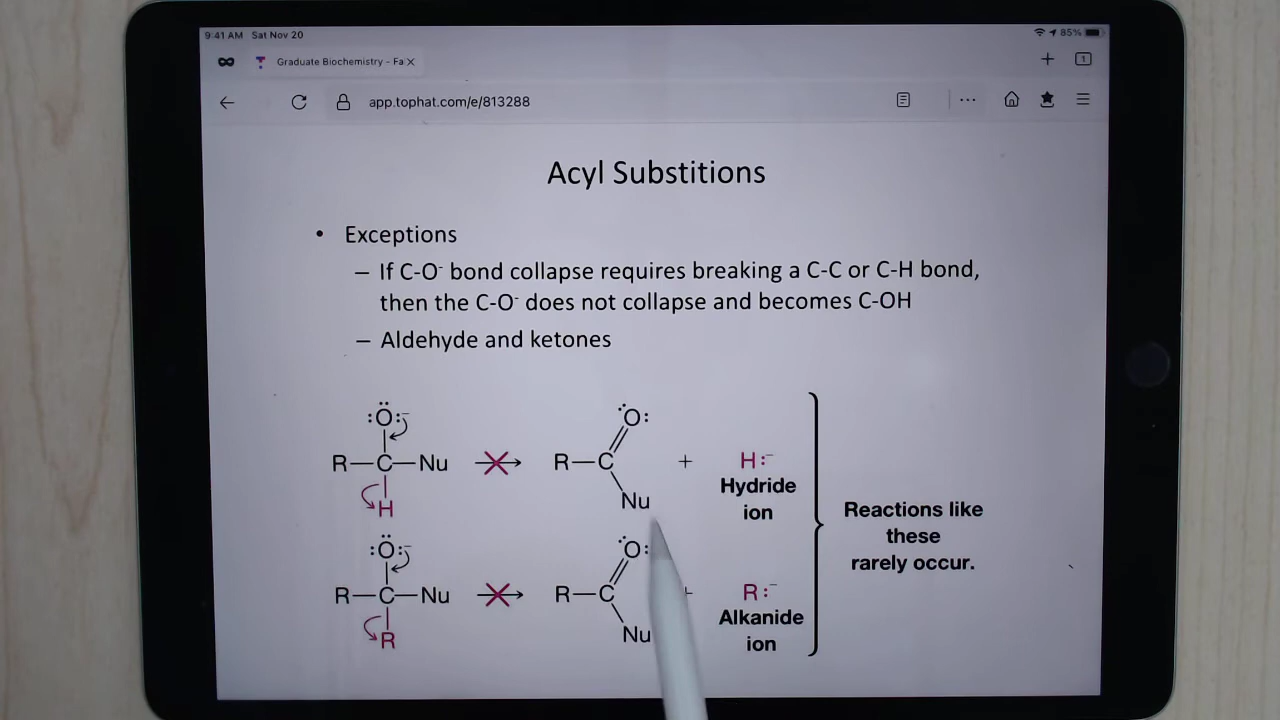 9:41 AM Sat Nov 20
85%
Graduate Biochemistry - Fa
1
app.tophat.com/e/813288
Acyl Substitions
• Exceptions
– If C-O⁻ bond collapse requires breaking a C-C or C-H bond,
then the C-O⁻ does not collapse and becomes C-OH
– Aldehyde and ketones
:Ö:⁻
R—C—Nu
H
Ö:
R—C
Nu
+
H:⁻
Hydride
ion
:Ö:⁻
R—C—Nu
R
Ö:
R—C
Nu
+
R:⁻
Alkanide
ion
Reactions like
these
rarely occur.